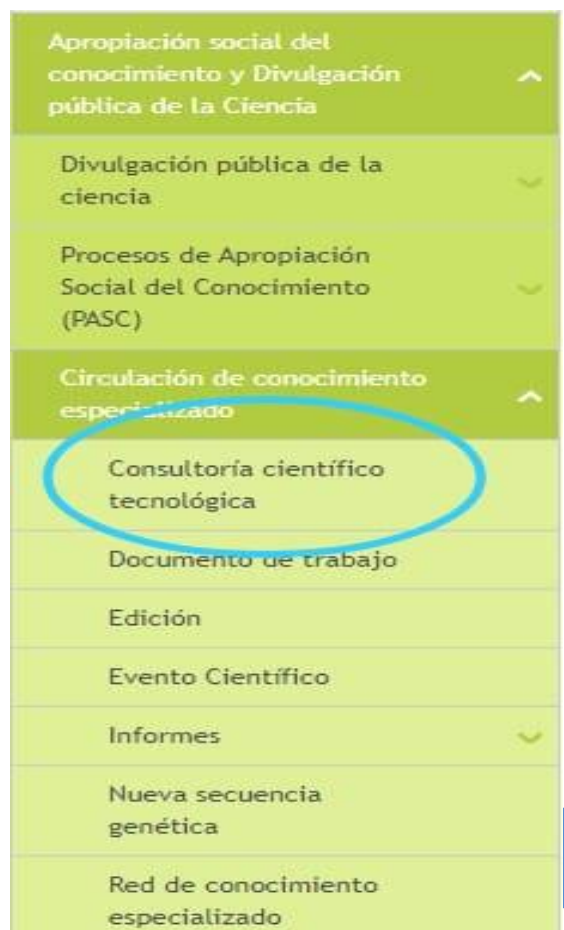 Apropiación social del
conocimiento y Divulgación
pública de la Ciencia
Divulgación pública de la
ciencia
Procesos de Apropiación
Social del Conocimiento
(PASC)
Circulación de conocimiento
especializado
Consultoría científico
tecnológica
Documento de trabajo
Edición
Evento Científico
Informes
Nueva secuencia
genética
Red de conocimiento
especializado